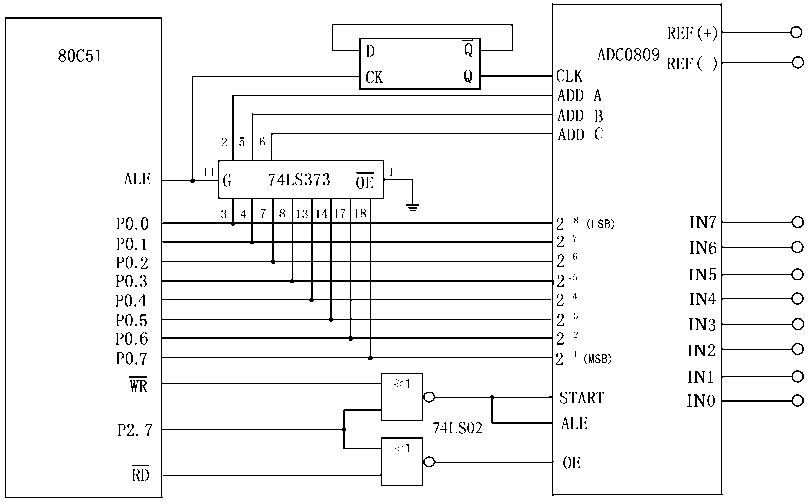 80C51
ADC0809
REF(+)
REF( )
D
Q
CK
Q
CLK
ADD A
ADD B
ADD C
2 5 6
ALE
11
G
74LS373
OE
1
3 4 7 8 13 14 17 18
P0.0
2 -8 (LSB)
IN7
P0.1
2 7
IN6
P0.2
2 -6
IN5
P0.3
2 -5
IN4
P0.4
2 4
IN3
P0.5
2
P0.6
2 2
IN2
P0.7
2 1 (MSB)
IN1
WR
≥1
START
IN0
P2.7
74LS02
ALE
≥1
RD
OE